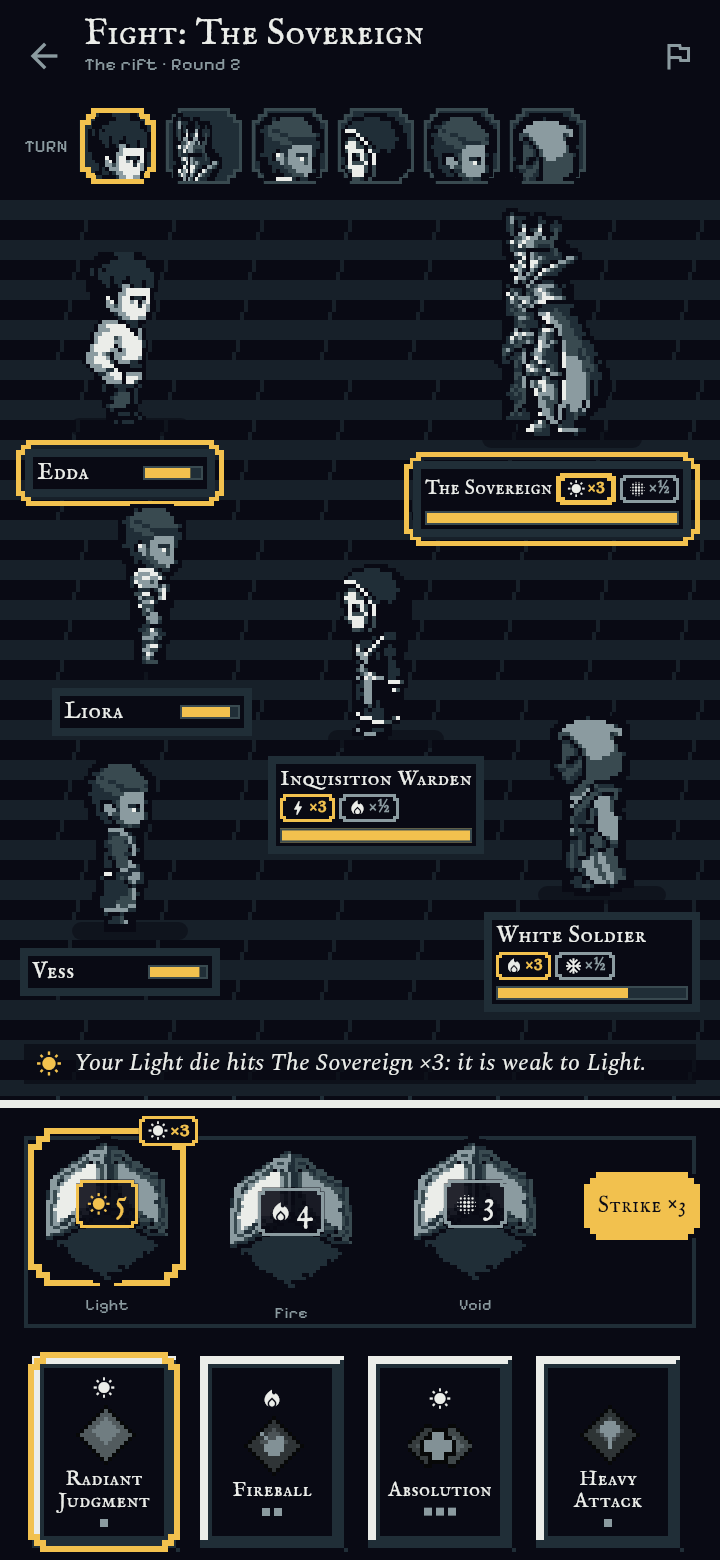 Fight: The Sovereign
The rift · Round 2
TURN
Edda
The Sovereign ×3 ×½
Liora
Inquisition Warden
×3 ×½
White Soldier
×3 ×½
Vess
Your Light die hits The Sovereign ×3: it is weak to Light.
×3
5
4
3
Strike ×3
Light
Fire
Void
Radiant
Judgment
Fireball
Absolution
Heavy
Attack